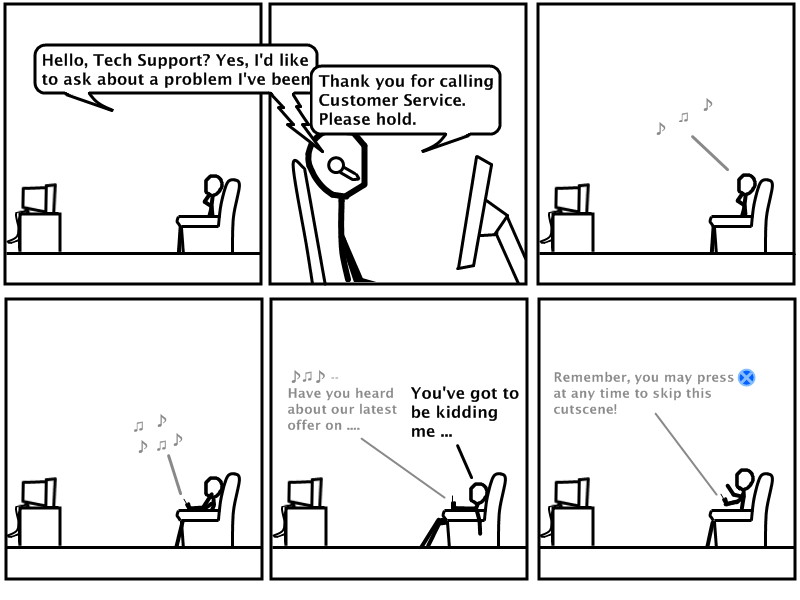 Hello, Tech Support? Yes, I'd like
to ask about a problem I've been
Thank you for calling
Customer Service.
Please hold.
♪ ♫ ♪
♫ ♪
♪ ♫ ♪
♪♫♪ --
Have you heard
about our latest
offer on ....
You've got to
be kidding
me ...
Remember, you may press ⓧ
at any time to skip this
cutscene!